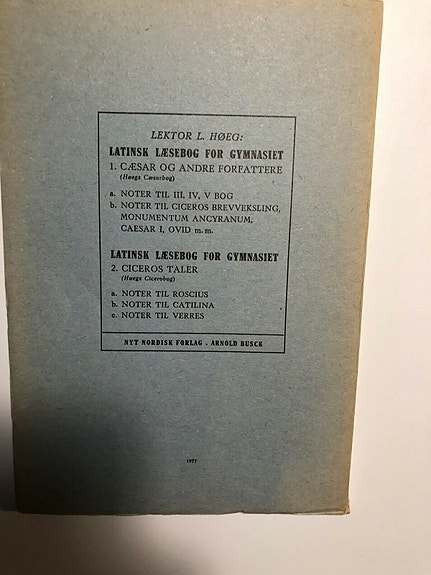 LEKTOR L. HØEG:
LATINSK LÆSEBOG FOR GYMNASIET
1. CÆSAR OG ANDRE FORFATTERE
(Høegs Cæsarbog)
a. NOTER TIL III, IV, V BOG
b. NOTER TIL CICEROS BREVVEKSLING,
MONUMENTUM ANCYRANUM,
CAESAR I, OVID m. m.
LATINSK LÆSEBOG FOR GYMNASIET
2. CICEROS TALER
(Høegs Cicerobog)
a. NOTER TIL ROSCIUS
b. NOTER TIL CATILINA
c. NOTER TIL VERRES
NYT NORDISK FORLAG . ARNOLD BUSCK
1977